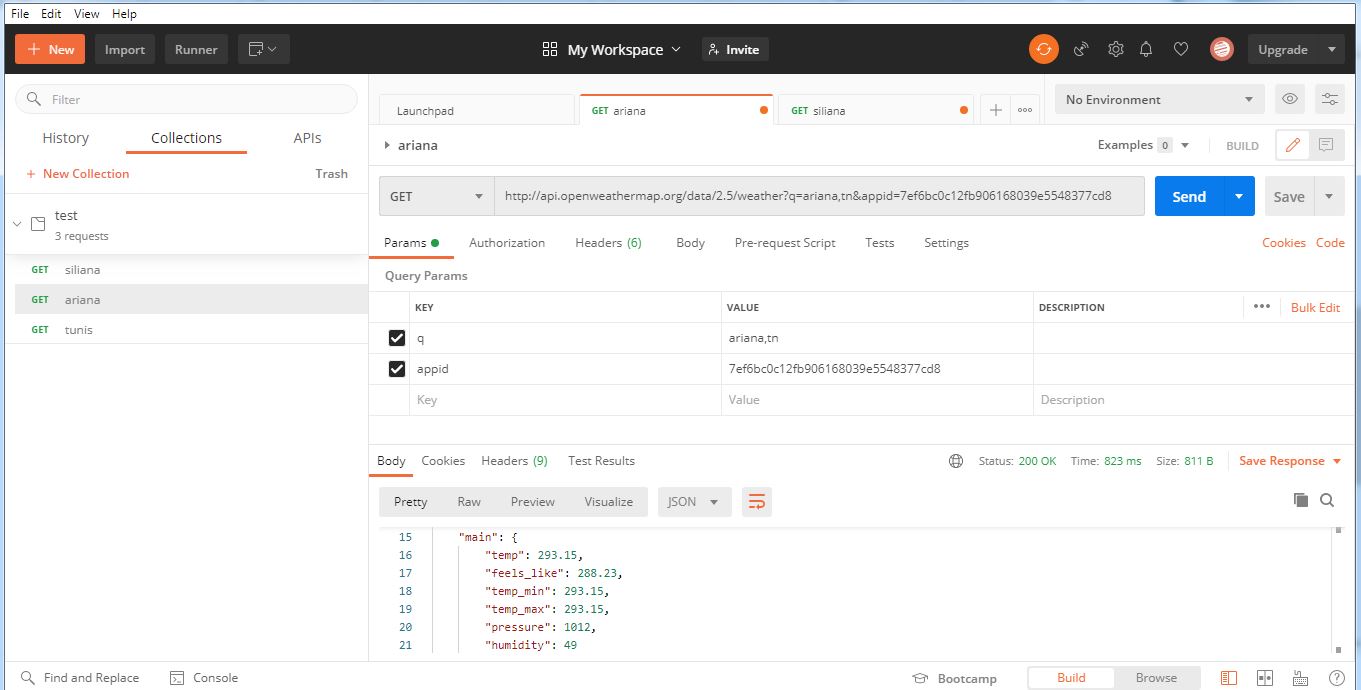 File Edit View Help
+ New Import Runner My Workspace Invite Upgrade
Filter
History Collections APIs
+ New Collection Trash
test
3 requests
GET siliana
GET ariana
GET tunis
Launchpad GET ariana GET siliana + ooo No Environment
ariana Examples 0 BUILD
GET http://api.openweathermap.org/data/2.5/weather?q=ariana,tn&appid=7ef6bc0c12fb906168039e5548377cd8 Send Save
Params Authorization Headers (6) Body Pre-request Script Tests Settings Cookies Code
Query Params
KEY VALUE DESCRIPTION ••• Bulk Edit
q ariana,tn
appid 7ef6bc0c12fb906168039e5548377cd8
Key Value Description
Body Cookies Headers (9) Test Results Status: 200 OK Time: 823 ms Size: 811 B Save Response
Pretty Raw Preview Visualize JSON
15 "main": {
16 "temp": 293.15,
17 "feels_like": 288.23,
18 "temp_min": 293.15,
19 "temp_max": 293.15,
20 "pressure": 1012,
21 "humidity": 49
Find and Replace Console Bootcamp Build Browse ?